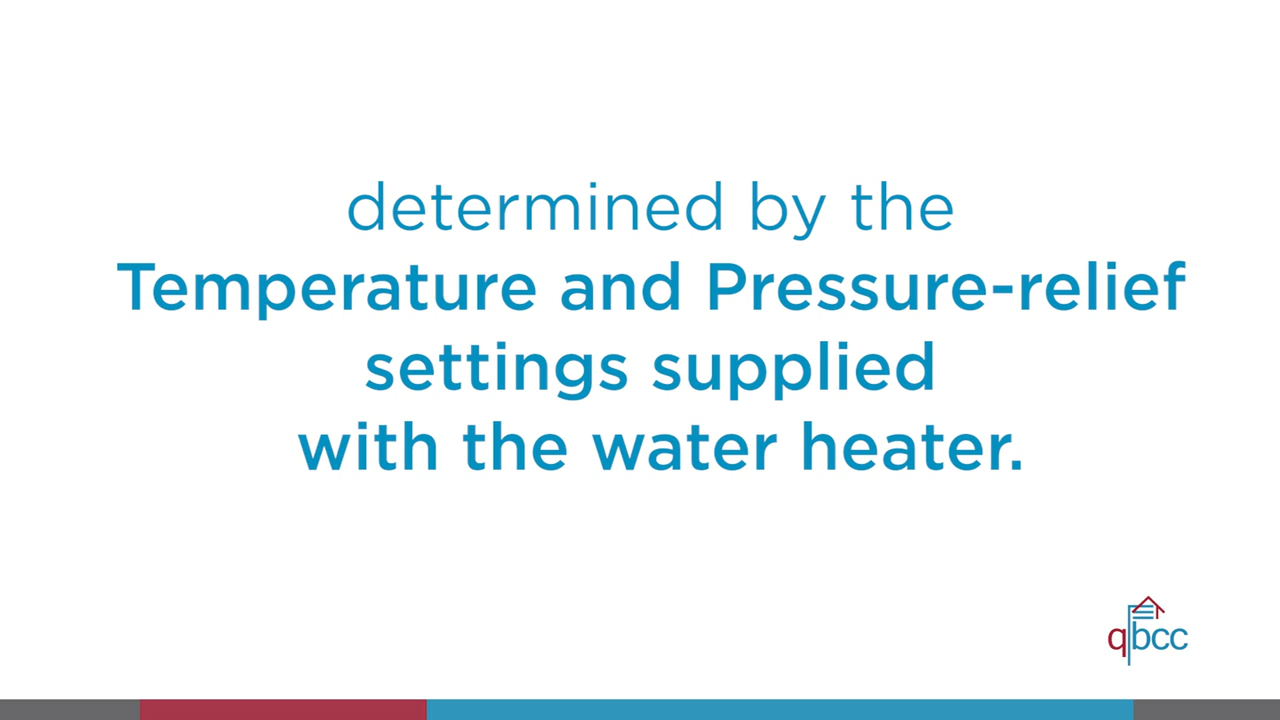 determined by the
Temperature and Pressure-relief
settings supplied
with the water heater.
qbcc